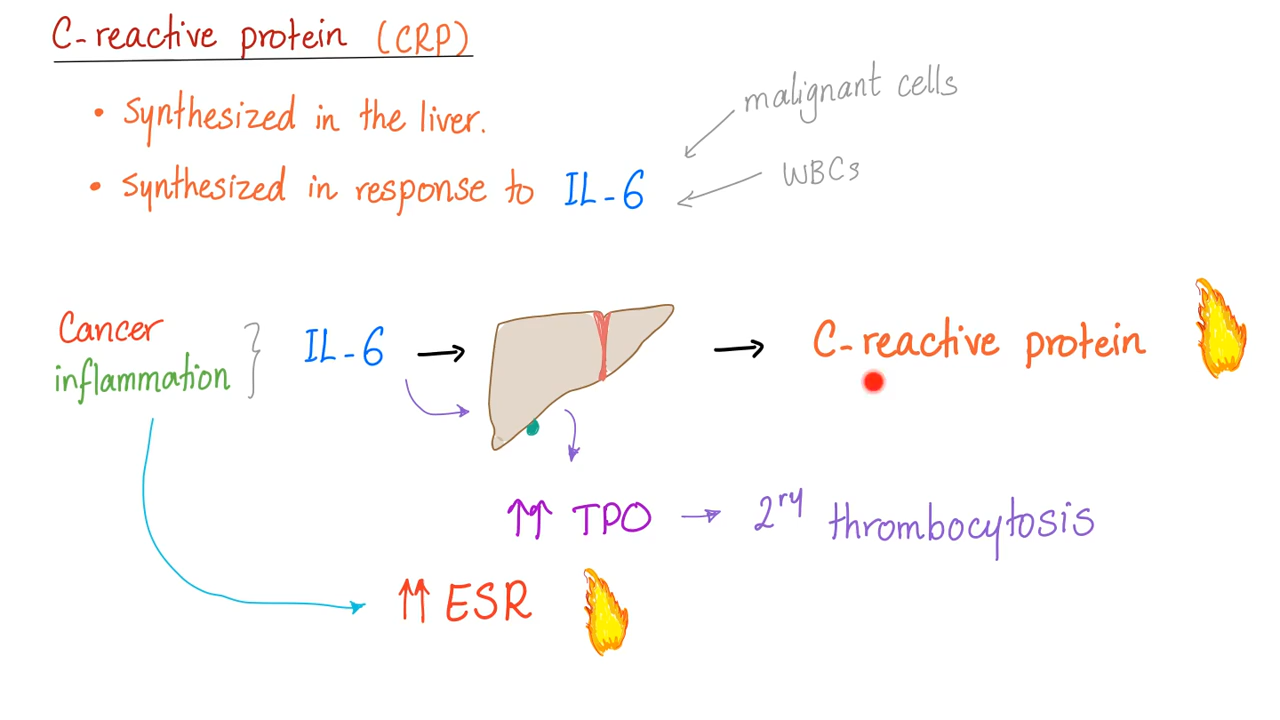 C-reactive protein (CRP)
• Synthesized in the liver.
• Synthesized in response to IL-6
malignant cells
WBCs
Cancer
inflammation
IL-6
C-reactive protein
↑↑ TPO → 2ry thrombocytosis
↑↑ ESR